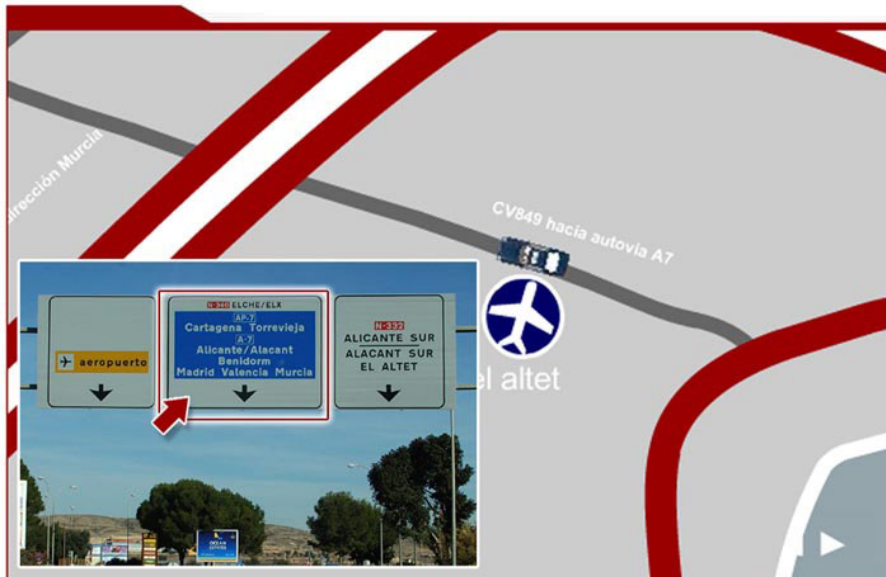 dirección Murcia
CV849 hacia autovia A7
el altet
aeropuerto
N-340 ELCHE/ELX
AP-7
Cartagena Torrevieja
A-7
Alicante/Alacant
Benidorm
Madrid Valencia Murcia
N-332
ALICANTE SUR
ALACANT SUR
EL ALTET